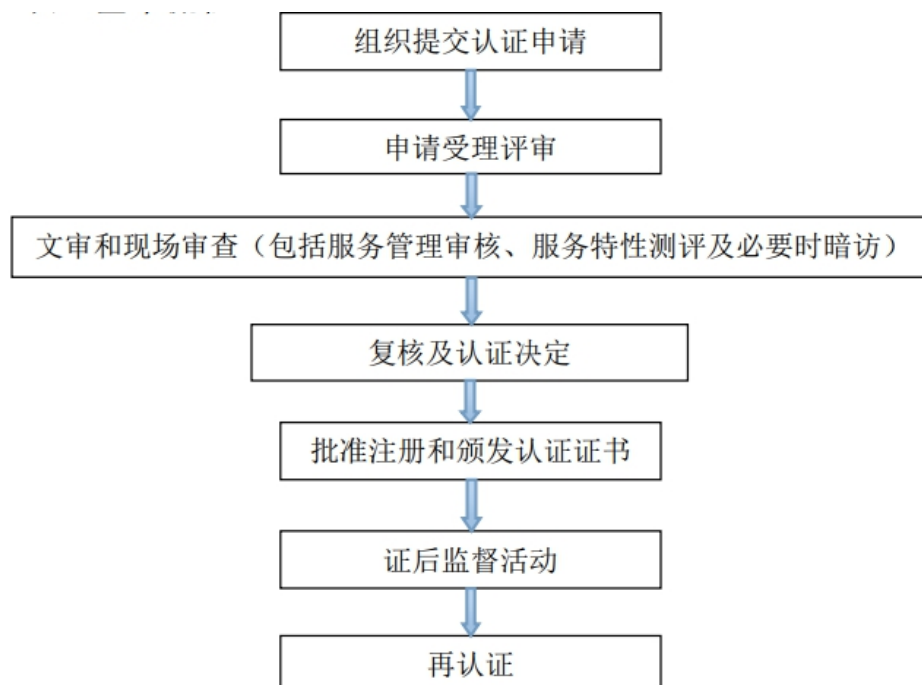 组织提交认证申请
申请受理评审
文审和现场审查（包括服务管理审核、服务特性测评及必要时暗访）
复核及认证决定
批准注册和颁发认证证书
证后监督活动
再认证